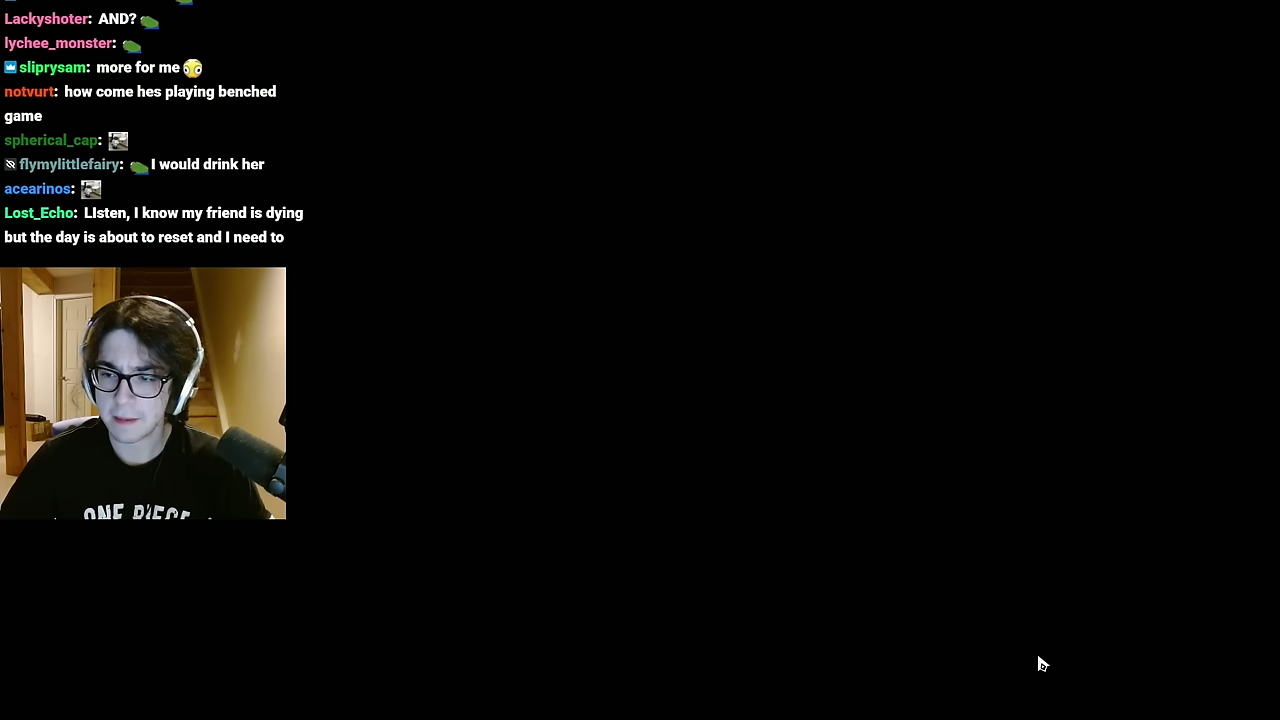 Lackyshoter: AND?
lychee_monster:
sliprysam: more for me
notvurt: how come hes playing benched
game
spherical_cap:
flymylittlefairy: I would drink her
acearinos:
Lost_Echo: LIsten, I know my friend is dying
but the day is about to reset and I need to
ONE PIECE